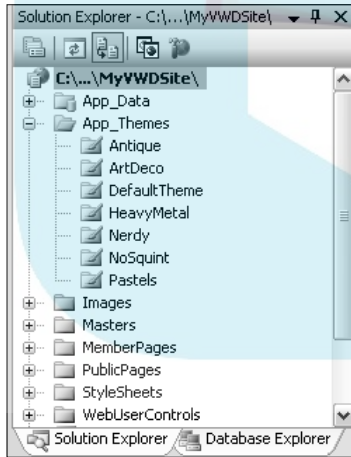 Solution Explorer - C:\...\MyVWDSite\
C:\...\MyVWDSite\
App_Data
App_Themes
Antique
ArtDeco
DefaultTheme
HeavyMetal
Nerdy
NoSquint
Pastels
Images
Masters
MemberPages
PublicPages
StyleSheets
WebUserControls
Solution Explorer Database Explorer